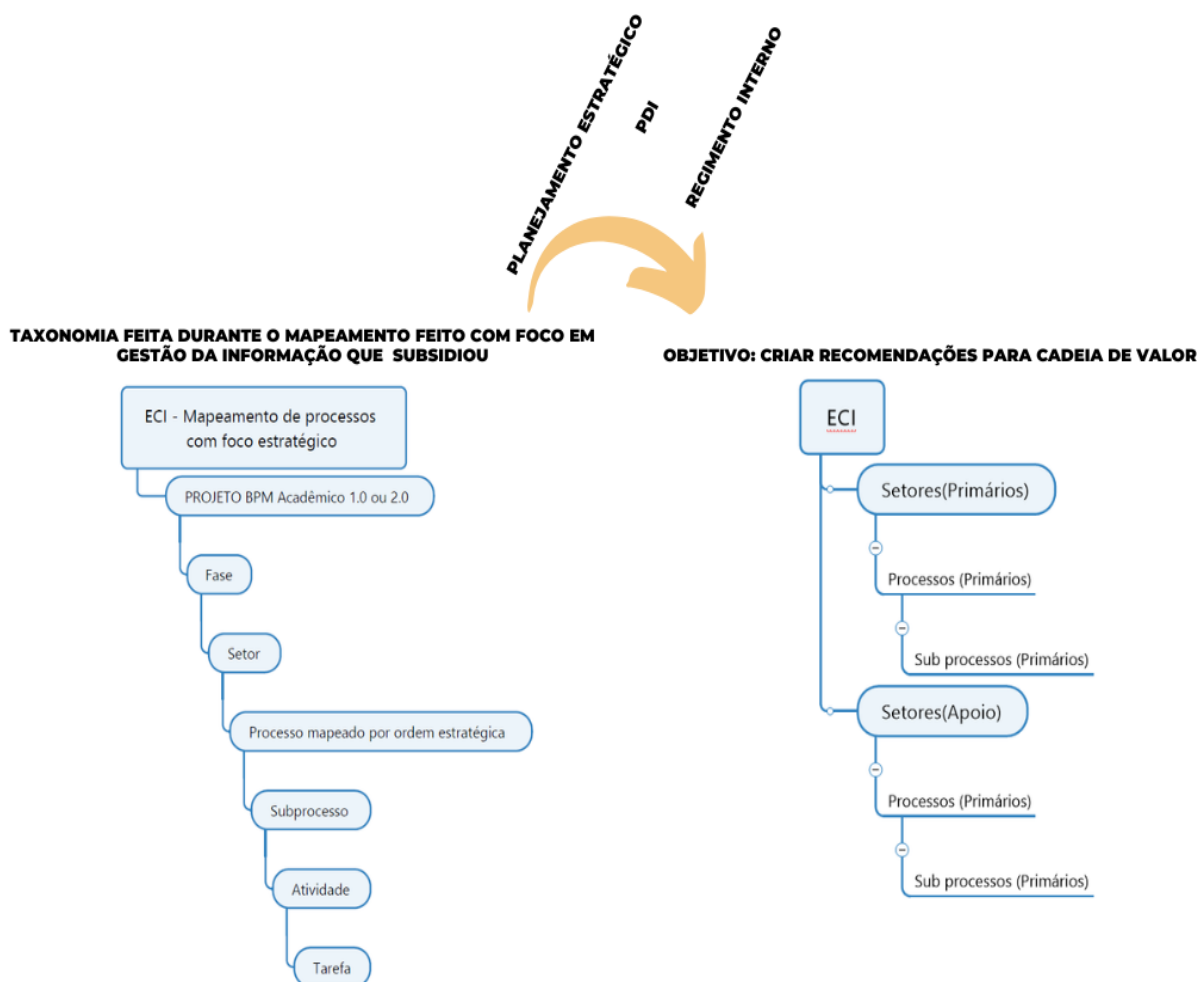 PLANEJAMENTO ESTRATÉGICO
PDI
REGIMENTO INTERNO
TAXONOMIA FEITA DURANTE O MAPEAMENTO FEITO COM FOCO EM
GESTÃO DA INFORMAÇÃO QUE SUBSIDIOU
ECI - Mapeamento de processos
com foco estratégico
PROJETO BPM Acadêmico 1.0 ou 2.0
Fase
Setor
Processo mapeado por ordem estratégica
Subprocesso
Atividade
Tarefa
OBJETIVO: CRIAR RECOMENDAÇÕES PARA CADEIA DE VALOR
ECI
Setores(Primários)
Processos (Primários)
Sub processos (Primários)
Setores(Apoio)
Processos (Primários)
Sub processos (Primários)